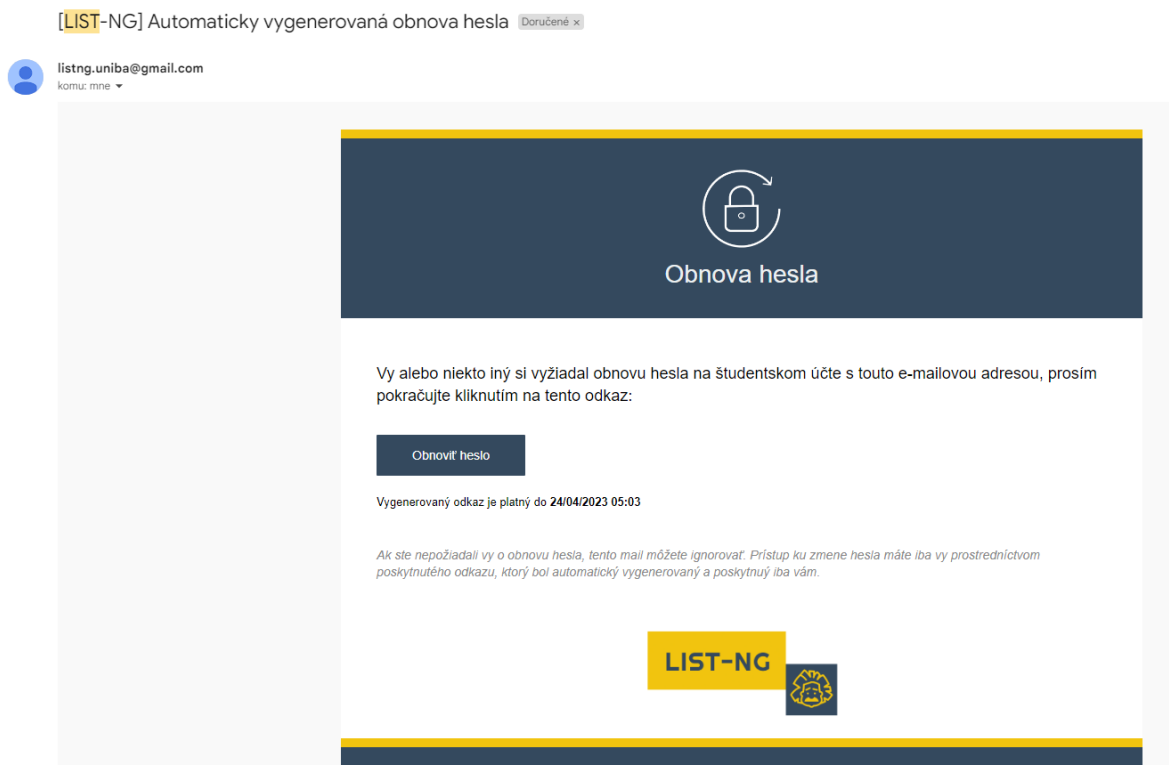 [LIST-NG] Automaticky vygenerovaná obnova hesla Doručené ×
listng.uniba@gmail.com
komu: mne
Obnova hesla
Vy alebo niekto iný si vyžiadal obnovu hesla na študentskom účte s touto e-mailovou adresou, prosím
pokračujte kliknutím na tento odkaz:
Obnoviť heslo
Vygenerovaný odkaz je platný do 24/04/2023 05:03
Ak ste nepožiadali vy o obnovu hesla, tento mail môžete ignorovať. Prístup ku zmene hesla máte iba vy prostredníctvom
poskytnutého odkazu, ktorý bol automatický vygenerovaný a poskytnuý iba vám.
LIST-NG